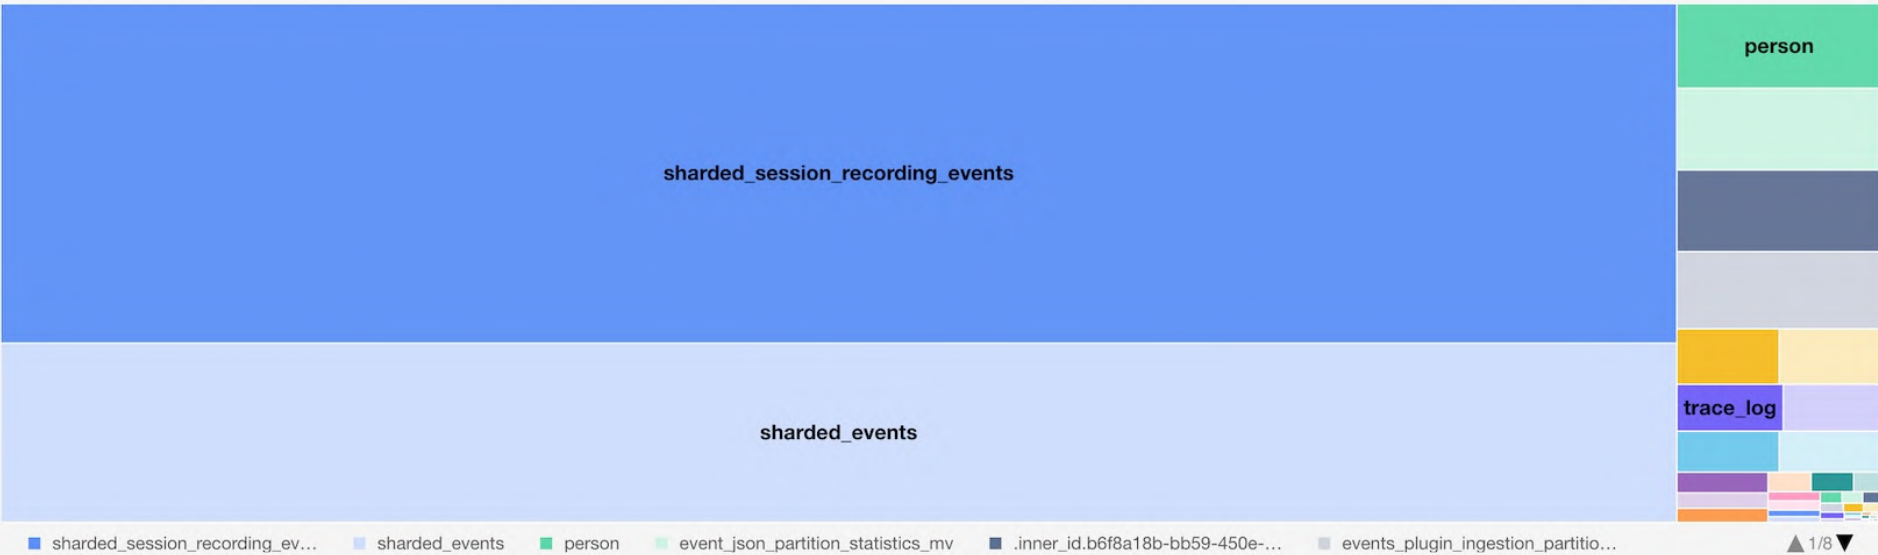 person
sharded_session_recording_events
trace_log
sharded_events
sharded_session_recording_ev... sharded_events person event_json_partition_statistics_mv .inner_id.b6f8a18b-bb59-450e-... events_plugin_ingestion_partitio... 1/8